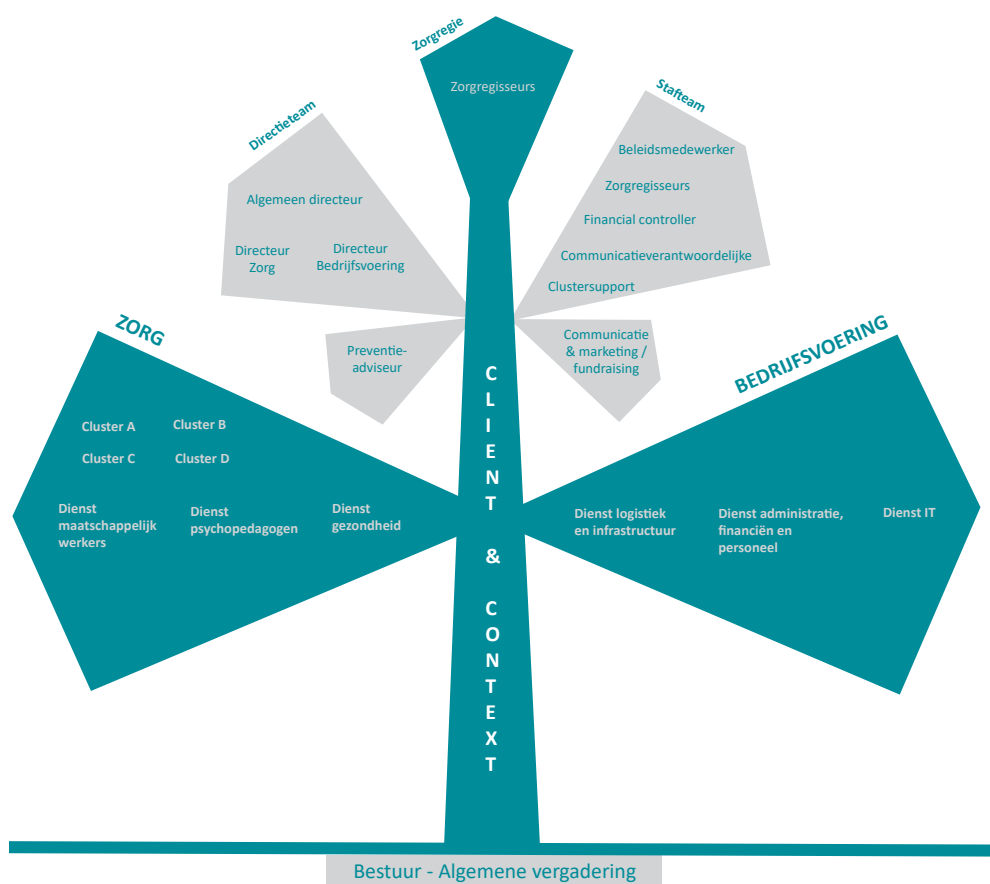 Zorgregie
Zorgregisseurs
Directieteam
Algemeen directeur
Directeur
Zorg
Directeur
Bedrijfsvoering
Stafteam
Beleidsmedewerker
Zorgregisseurs
Financial controller
Communicatieverantwoordelijke
Clustersupport
Preventie-
adviseur
Communicatie
& marketing /
fundraising
ZORG
Cluster A
Cluster B
Cluster C
Cluster D
Dienst
maatschappelijk
werkers
Dienst
psychopedagogen
Dienst
gezondheid
BEDRIJFSVOERING
Dienst logistiek
en infrastructuur
Dienst administratie,
financiën en
personeel
Dienst IT
CLIENT & CONTEXT
Bestuur - Algemene vergadering